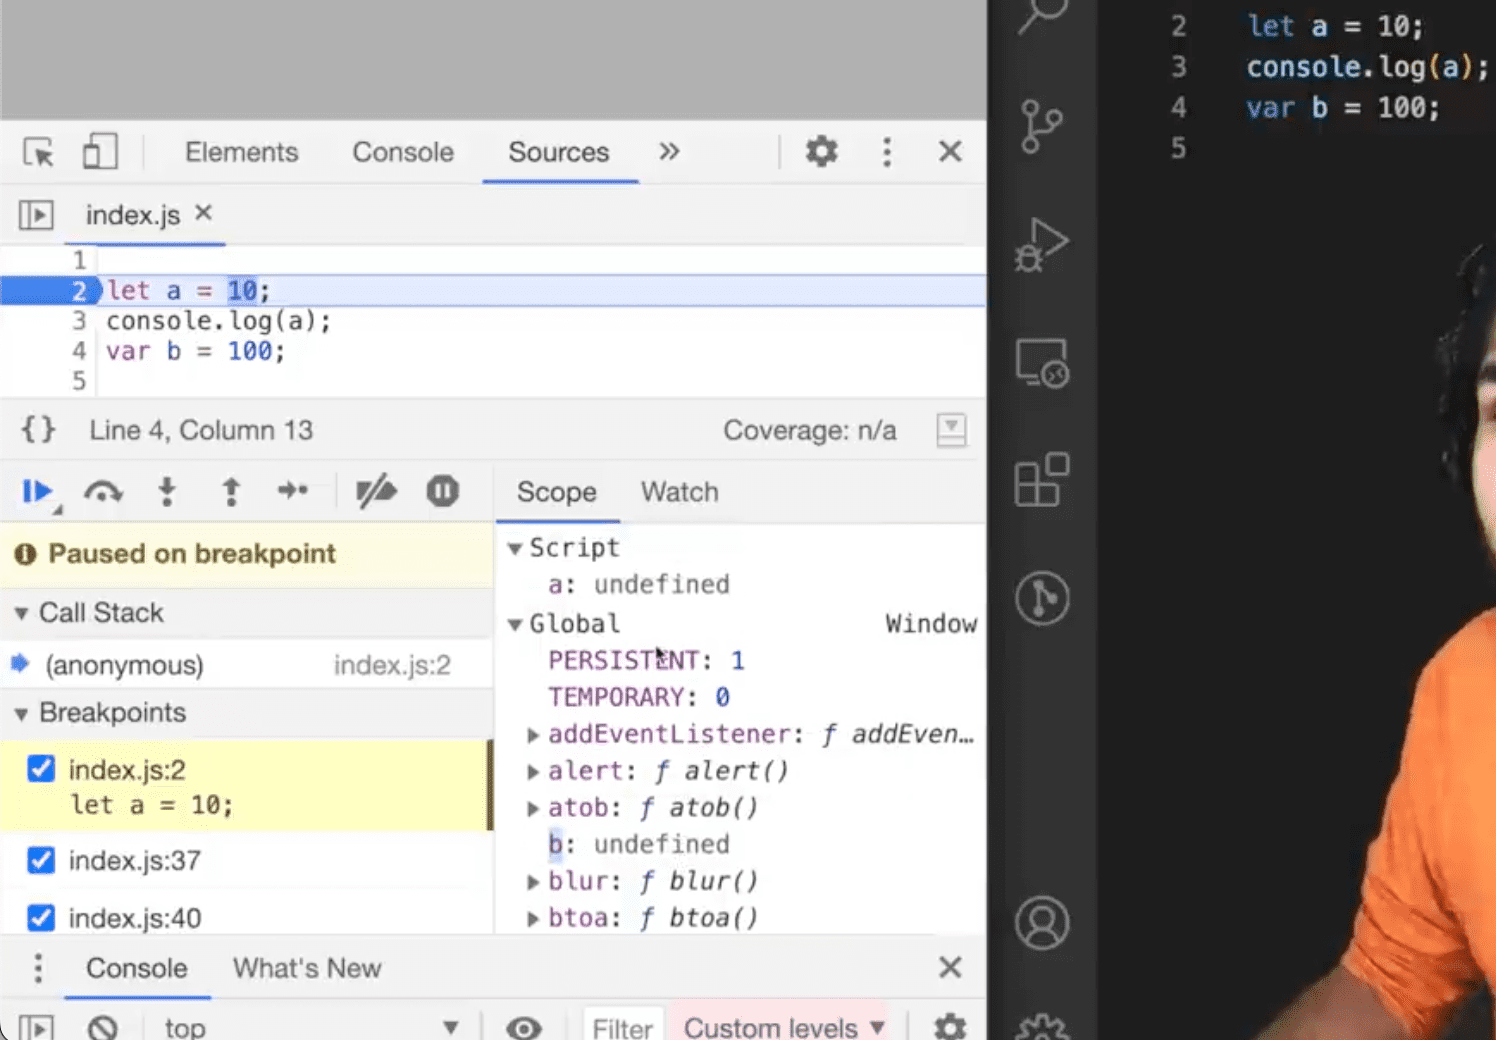 Elements Console Sources »
index.js ×
1
2 let a = 10;
3 console.log(a);
4 var b = 100;
5
{} Line 4, Column 13 Coverage: n/a
Paused on breakpoint
Call Stack
(anonymous) index.js:2
Breakpoints
index.js:2
let a = 10;
index.js:37
index.js:40
Scope Watch
Script
a: undefined
Global Window
PERSISTENT: 1
TEMPORARY: 0
addEventListener: ƒ addEven…
alert: ƒ alert()
atob: ƒ atob()
b: undefined
blur: ƒ blur()
btoa: ƒ btoa()
Console What's New
top Filter Custom levels
2 let a = 10;
3 console.log(a);
4 var b = 100;
5